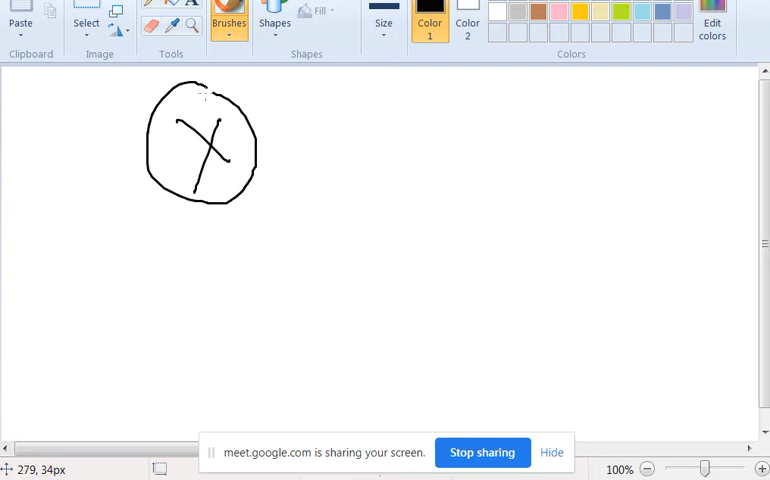 Paste
Select
Brushes
Shapes
Fill
Size
Color 1
Color 2
Edit colors
Clipboard
Image
Tools
Shapes
Colors
X
meet.google.com is sharing your screen.
Stop sharing
Hide
279, 34px
100%